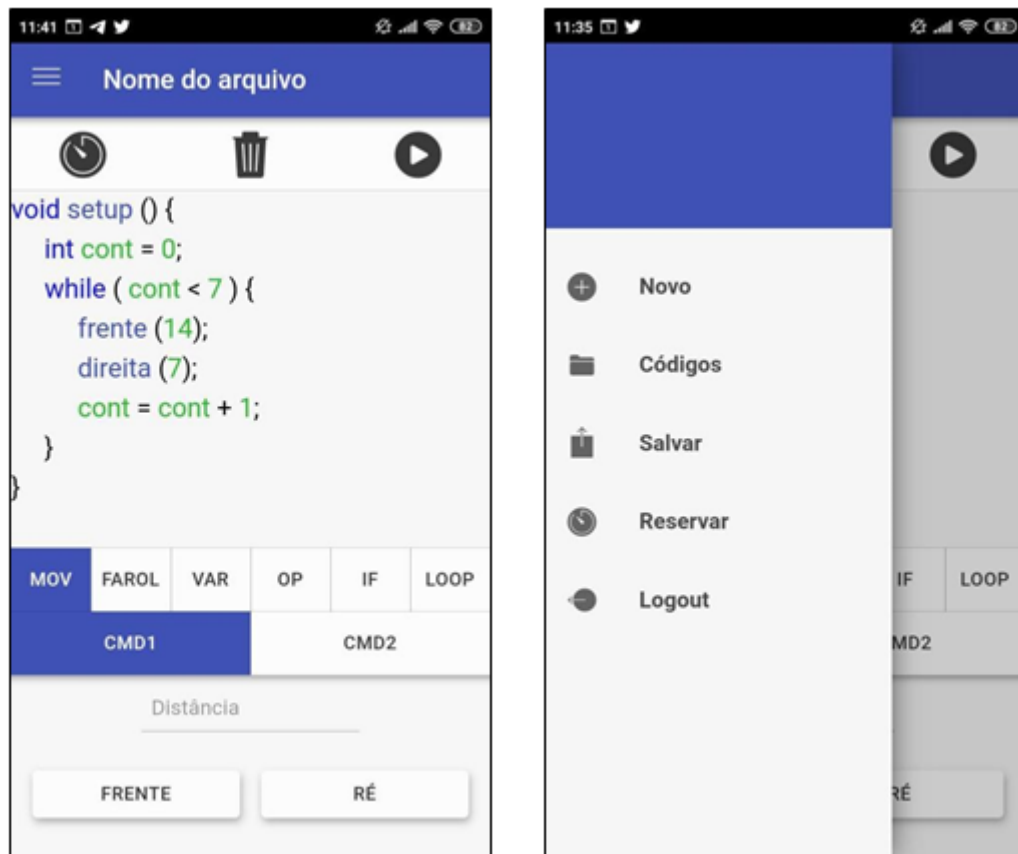 11:41
82
Nome do arquivo
void setup () {
int cont = 0;
while ( cont < 7 ) {
frente (14);
direita (7);
cont = cont + 1;
}
}
MOV FAROL VAR OP IF LOOP
CMD1 CMD2
Distância
FRENTE RÉ
11:35
82
Novo
Códigos
Salvar
Reservar
Logout
IF LOOP
MD2
RÉ